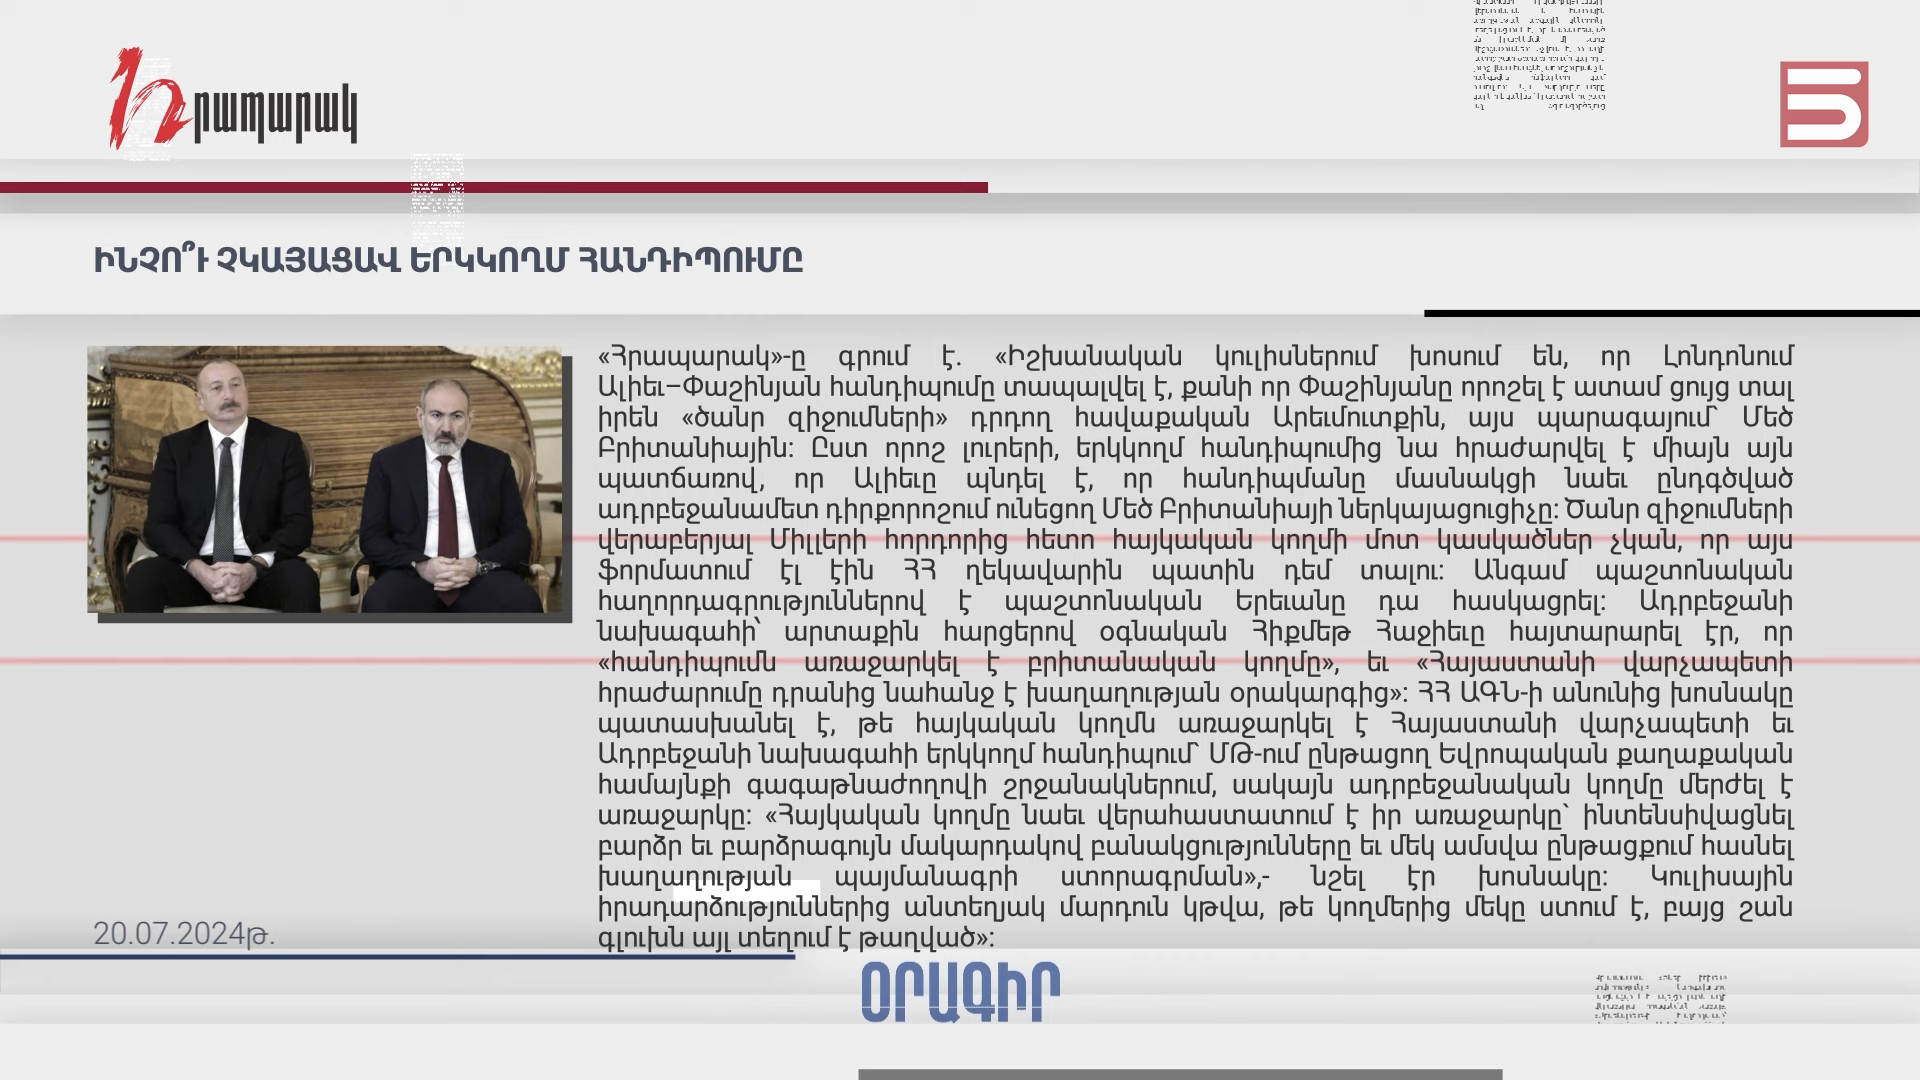 Հրապարակ
5
ԻՆՉՈ՞Ւ ՉԿԱՅԱՑԱՎ ԵՐԿԿՈՂՄ ՀԱՆԴԻՊՈՒՄԸ
«Հրապարակ»-ը գրում է. «Իշխանական կուլիսներում խոսում են, որ Լոնդոնում
Ալիեւ–Փաշինյան հանդիպումը տապալվել է, քանի որ Փաշինյանը որոշել է ատամ ցույց տալ
իրեն «ծանր զիջումների» դրդող հավաքական Արեւմուտքին, այս պարագայում՝ Մեծ
Բրիտանիային: Ըստ որոշ լուրերի, երկկողմ հանդիպումից նա հրաժարվել է միայն այն
պատճառով, որ Ալիեւը պնդել է, որ հանդիպմանը մասնակցի նաեւ ընդգծված
ադրբեջանամետ դիրքորոշում ունեցող Մեծ Բրիտանիայի ներկայացուցիչը: Ծանր զիջումների
վերաբերյալ Միլլերի հորդորից հետո հայկական կողմի մոտ կասկածներ չկան, որ այս
ֆորմատում էլ էին ՀՀ ղեկավարին պատին դեմ տալու: Անգամ պաշտոնական
հաղորդագրություններով է պաշտոնական Երեւանը դա հասկացրել: Ադրբեջանի
նախագահի՝ արտաքին հարցերով օգնական Հիքմեթ Հաջիեւը հայտարարել էր, որ
«հանդիպումն առաջարկել է բրիտանական կողմը», եւ «Հայաստանի վարչապետի
հրաժարումը դրանից նահանջ է խաղաղության օրակարգից»: ՀՀ ԱԳՆ-ի անունից խոսնակը
պատասխանել է, թե հայկական կողմն առաջարկել է Հայաստանի վարչապետի եւ
Ադրբեջանի նախագահի երկկողմ հանդիպում՝ ՄԹ-ում ընթացող Եվրոպական քաղաքական
համայնքի գագաթնաժողովի շրջանակներում, սակայն ադրբեջանական կողմը մերժել է
առաջարկը: «Հայկական կողմը նաեւ վերահաստատում է իր առաջարկը՝ ինտենսիվացնել
բարձր եւ բարձրագույն մակարդակով բանակցությունները եւ մեկ ամսվա ընթացքում հասնել
խաղաղության պայմանագրի ստորագրման»,- նշել էր խոսնակը: Կուլիսային
իրադարձություններից անտեղյակ մարդուն կթվա, թե կողմերից մեկը ստում է, բայց շան
գլուխն այլ տեղում է թաղված»:
20.07.2024թ.
ՕՐԱԳԻՐ